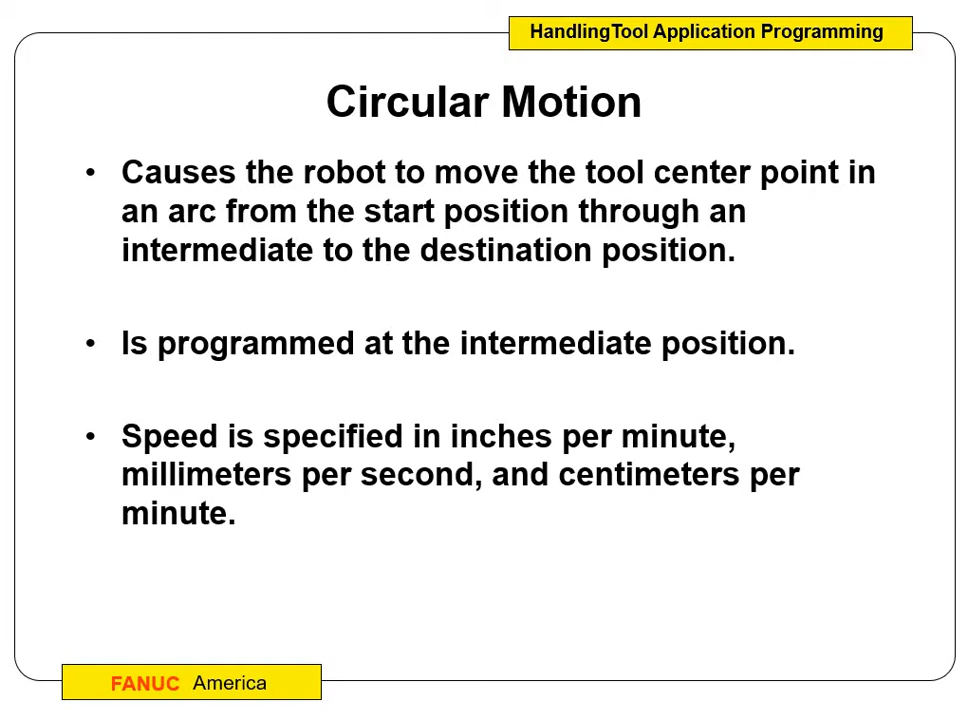 HandlingTool Application Programming
Circular Motion
• Causes the robot to move the tool center point in
an arc from the start position through an
intermediate to the destination position.
• Is programmed at the intermediate position.
• Speed is specified in inches per minute,
millimeters per second, and centimeters per
minute.
FANUC America